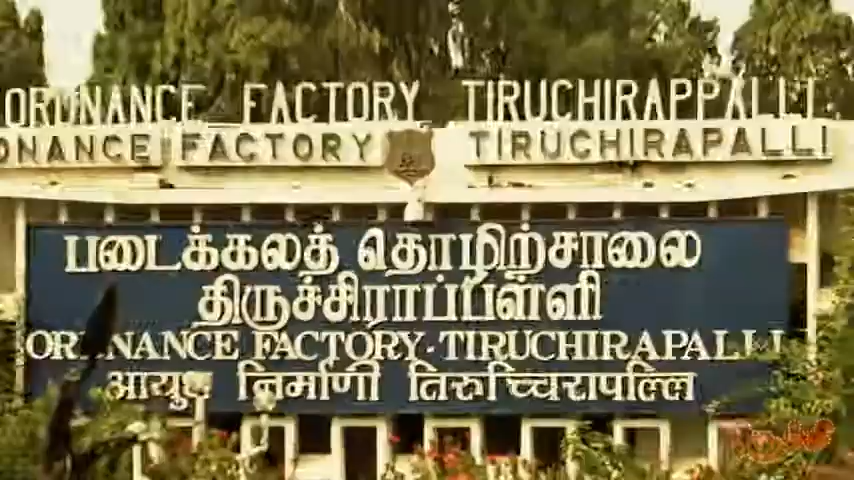 ORDNANCE FACTORY TIRUCHIRAPPALLI
ORDNANCE FACTORY TIRUCHIRAPALLI
படைக்கலத் தொழிற்சாலை
திருச்சிராப்பள்ளி
ORDNANCE FACTORY-TIRUCHIRAPALLI
आयुध निर्माणी तिरुच्चिरापल्लि